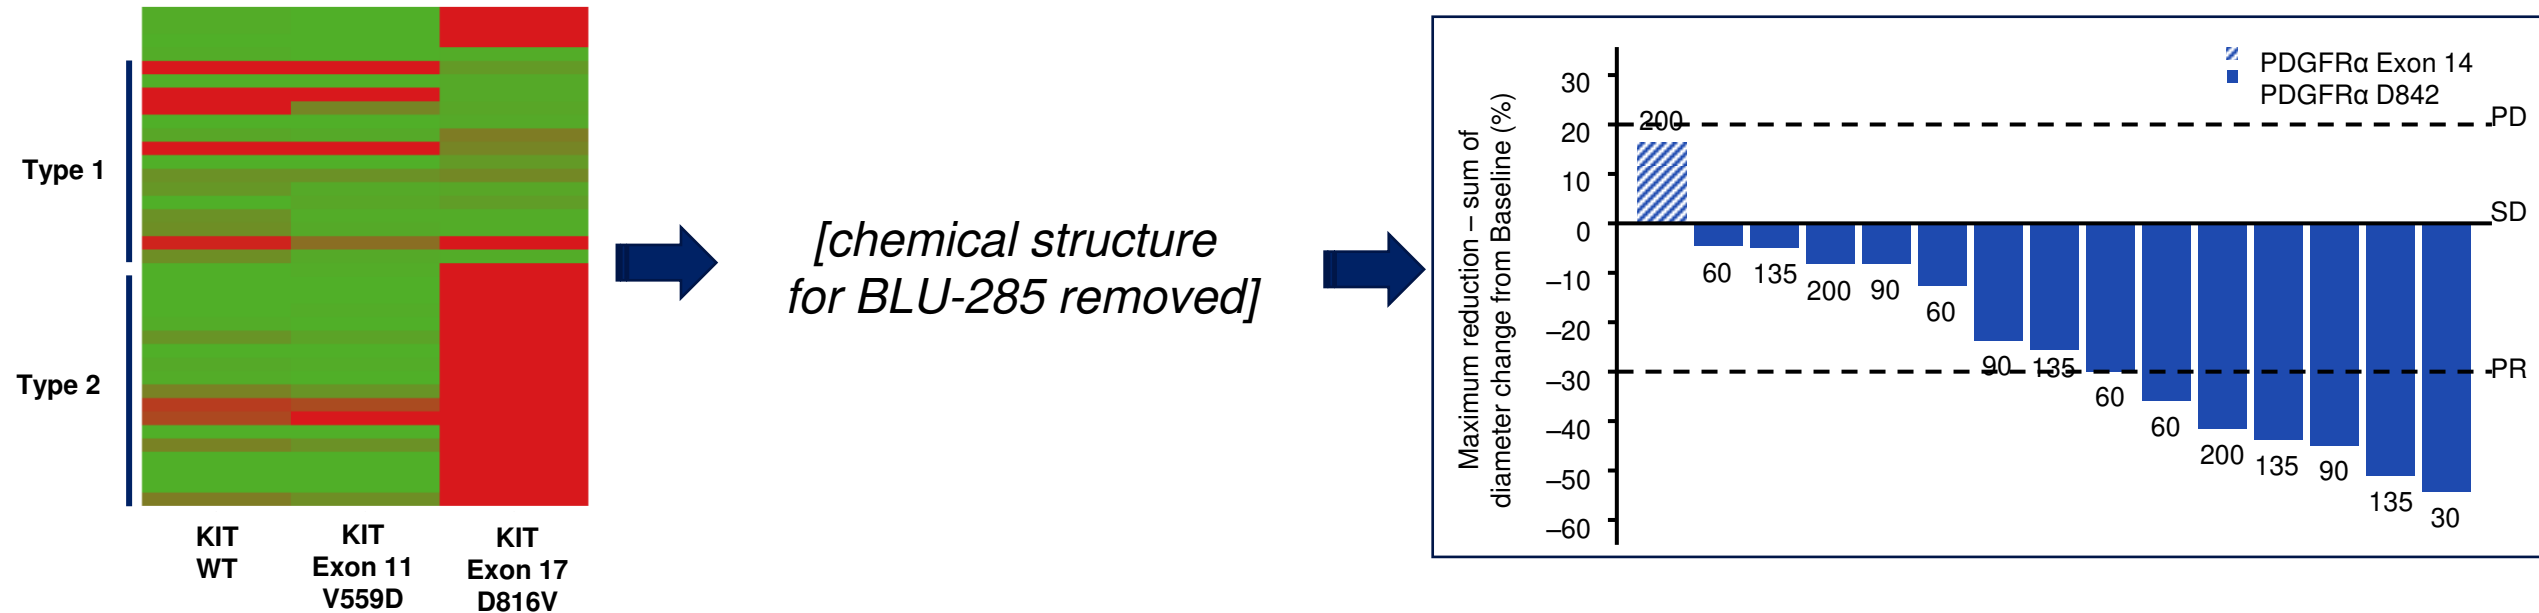 Type 1
Type 2
KIT
WT
KIT
Exon 11
V559D
KIT
Exon 17
D816V
[chemical structure
for BLU-285 removed]
Maximum reduction – sum of
diameter change from Baseline (%)
30
20
10
0
–10
–20
–30
–40
–50
–60
PDGFRα Exon 14
PDGFRα D842
PD
SD
PR
200
60
135
200
90
60
90
135
60
60
200
135
90
135
30